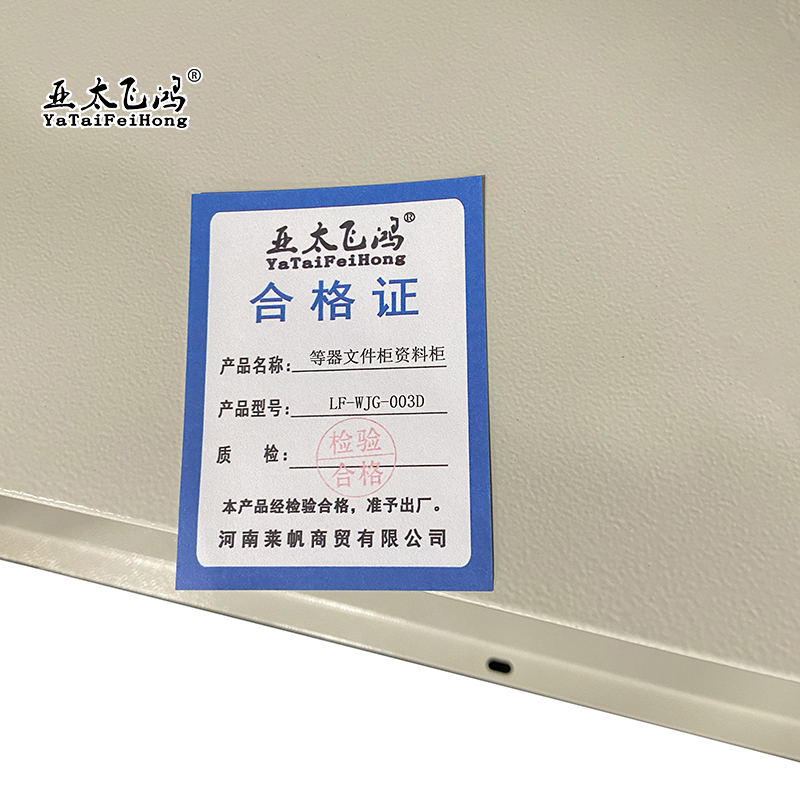 亚太飞鸿®
YaTaiFeiHong
亚太飞鸿®
YaTaiFeiHong
合格证
产品名称: 等器文件柜资料柜
产品型号: LF-WJG-003D
质 检: 检验
合格
本产品经检验合格，准予出厂。
河南莱帆商贸有限公司